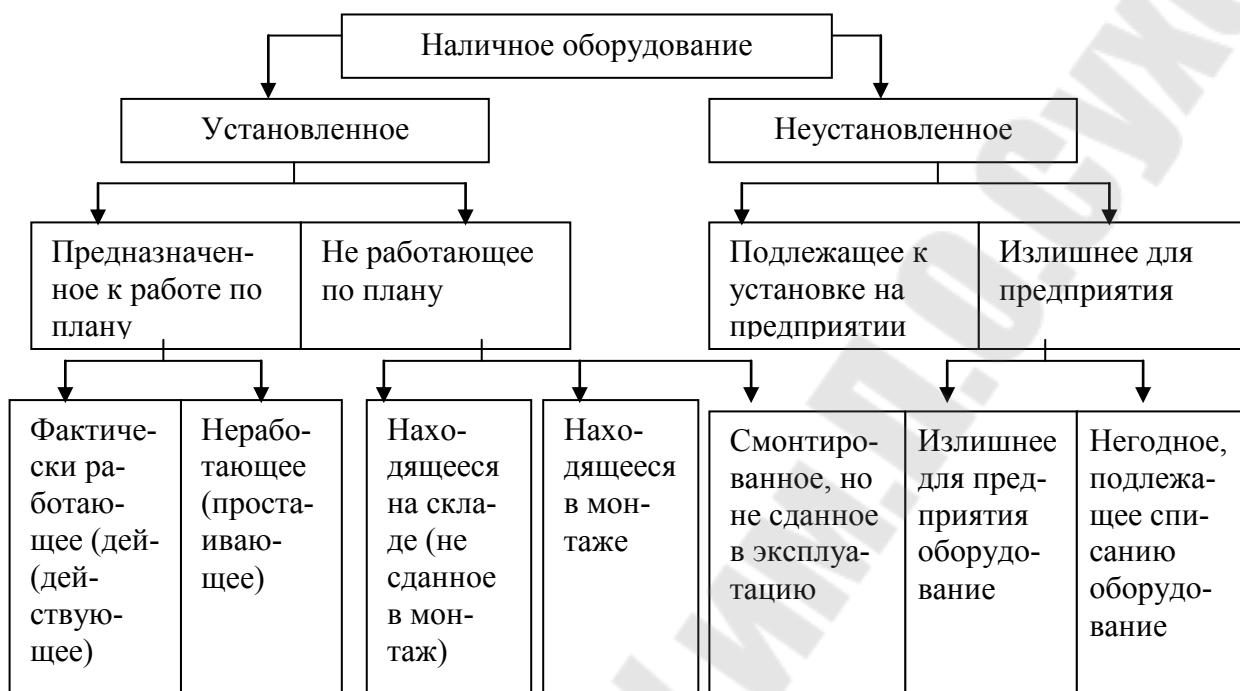 Наличное оборудование
Установленное
Неустановленное
Предназначен-
ное к работе по
плану
Не работающее
по плану
Подлежащее к
установке на
предприятии
Излишнее для
предприятия
Фактиче-
ски ра-
ботаю-
щее (дей-
(дей-
ствую-
щее)
Нерабо-
тающее
(проста-
иваю-
щее)
Нахо-
дящееся
на скла-
де (не
сданное
в мон-
таж)
Нахо-
дящееся
в мон-
таже
Смонтиро-
ванное, но
не сданное
в эксплуа-
тацию
Излишнее
для пред-
приятия
оборудо-
вание
Негодное,
подлежа-
щее спи-
санию
оборудо-
вание
им.П.О.Сухо